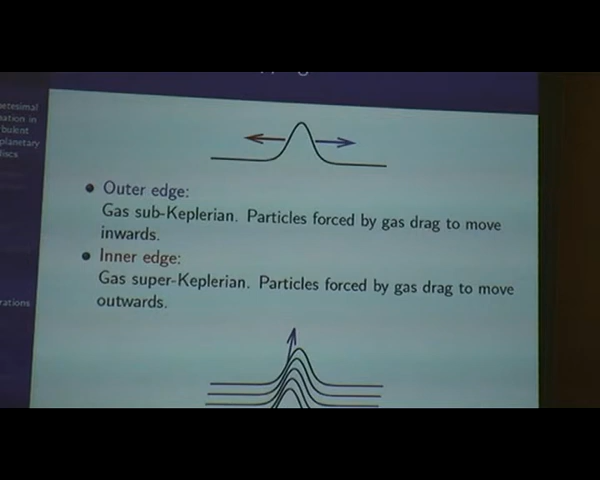 Outer edge:
Gas sub-Keplerian. Particles forced by gas drag to move
inwards.
Inner edge:
Gas super-Keplerian. Particles forced by gas drag to move
outwards.